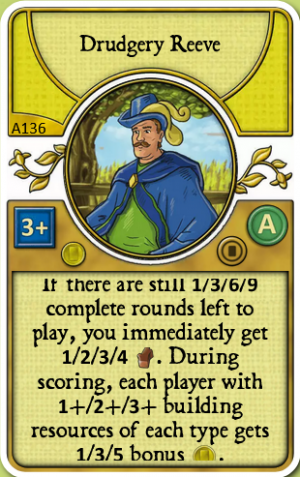 Drudgery Reeve
A136
3+
A
If there are still 1/3/6/9
complete rounds left to
play, you immediately get
1/2/3/4 . During
scoring, each player with
1+/2+/3+ building
resources of each type gets
1/3/5 bonus .